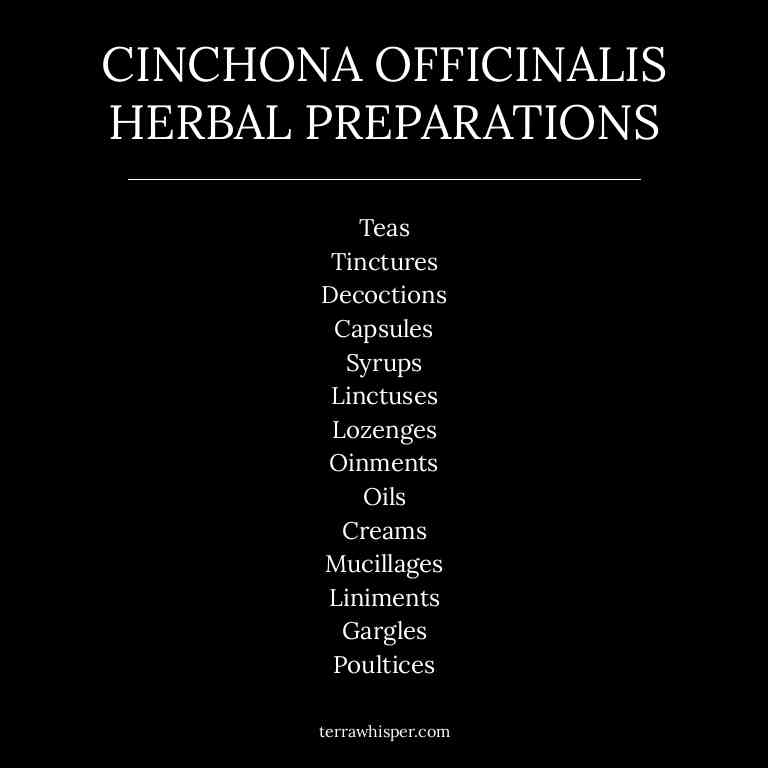 CINCHONA OFFICINALIS
HERBAL PREPARATIONS
Teas
Tinctures
Decoctions
Capsules
Syrups
Linctuses
Lozenges
Oinments
Oils
Creams
Mucillages
Liniments
Gargles
Poultices
terrawhisper.com